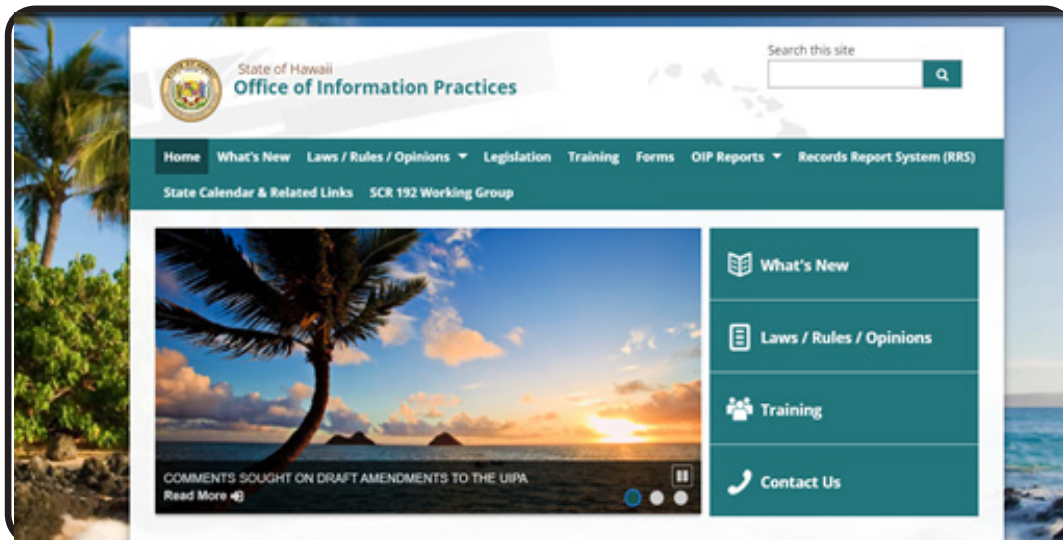 Search this site
State of Hawaii
Office of Information Practices
Home What's New Laws / Rules / Opinions Legislation Training Forms OIP Reports Records Report System (RRS)
State Calendar & Related Links SCR 192 Working Group
What's New
Laws / Rules / Opinions
Training
Contact Us
COMMENTS SOUGHT ON DRAFT AMENDMENTS TO THE UIPA
Read More